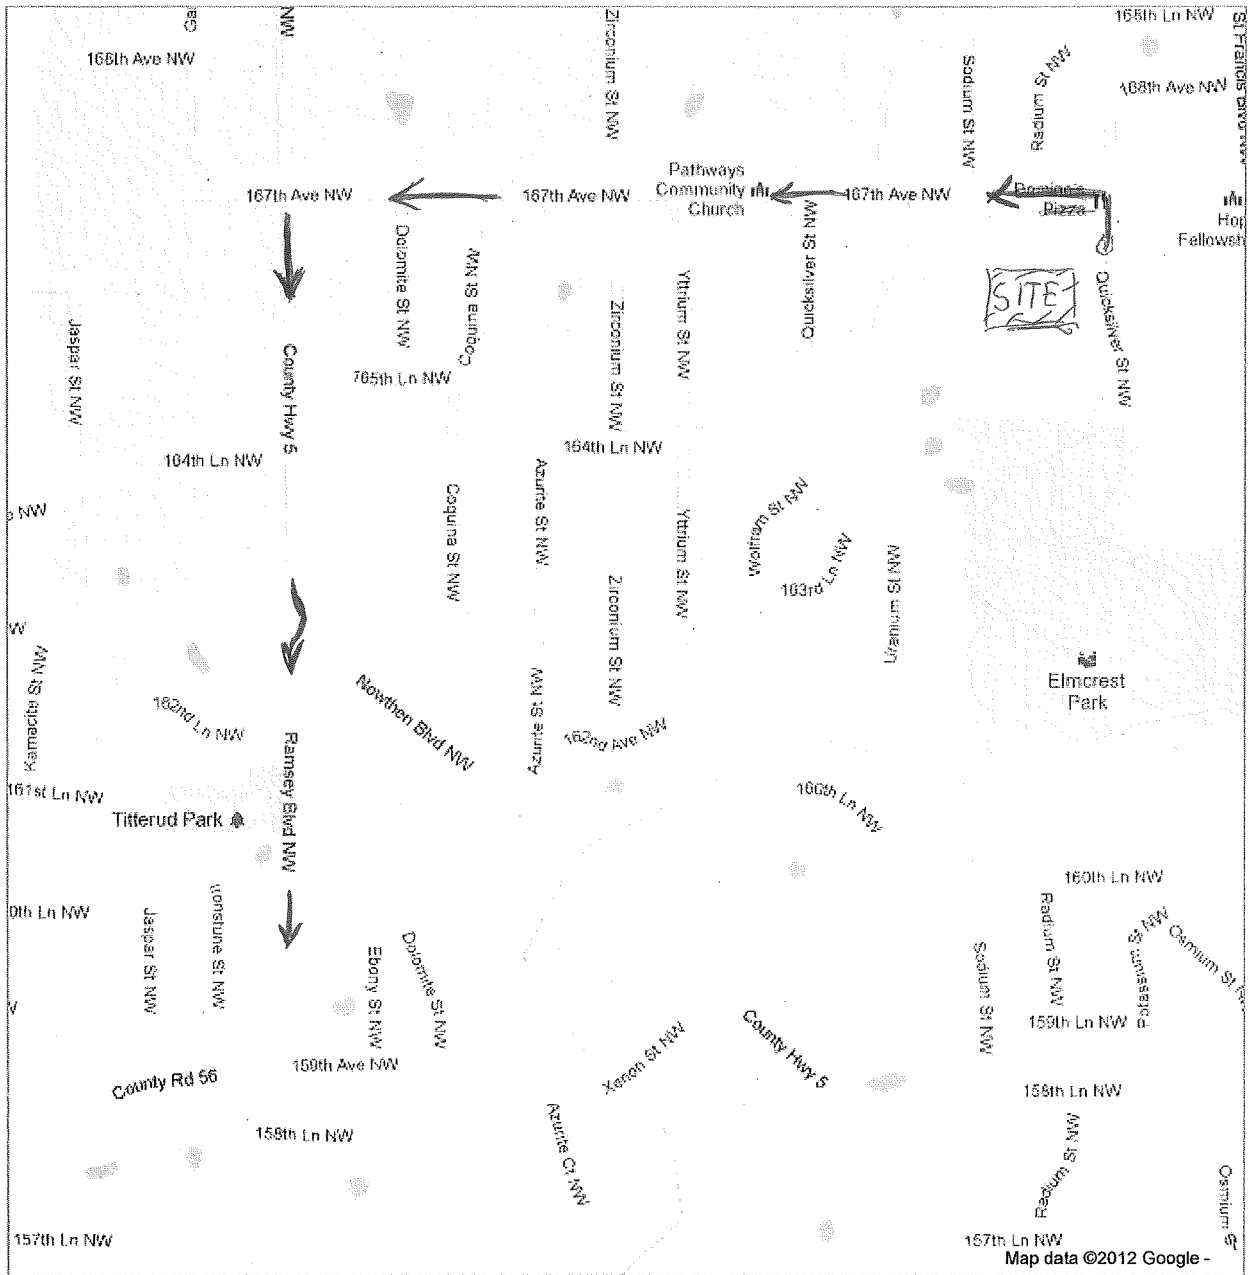 NW
Zirconium St NW
168th Ln NW
St Francis Blvd NW
168th Ave NW
Sodium St NW
Radium St NW
168th Ave NW
167th Ave NW
167th Ave NW
Pathways
Community
Church
167th Ave NW
Domino's
Pizza
Hop
Fellowsh
Dolomite St NW
Coquina St NW
Quicksilver St NW
SITE
Quicksilver St NW
Jaspar St NW
County Hwy 5
Zirconium St NW
Yttrium St NW
165th Ln NW
164th Ln NW
164th Ln NW
Azurite St NW
Coquina St NW
Yttrium St NW
Wolfram St NW
163rd Ln NW
Uranium St NW
NW
Zirconium St NW
W
Kamacite St NW
162nd Ln NW
Nowthen Blvd NW
Azurite St NW
162nd Ave NW
Elmcrest
Park
161st Ln NW
Titterud Park
Ramsey Blvd NW
160th Ln NW
160th Ln NW
0th Ln NW
Jaspar St NW
Ebony St NW
Dolomite St NW
Sodium St NW
Radium St NW
Potassium St NW
Osmium St N
159th Ln NW
County Rd 56
159th Ave NW
Xenon St NW
County Hwy 5
158th Ln NW
158th Ln NW
Azurite Ct NW
Radium St NW
Osmium
157th Ln NW
157th Ln NW
Map data ©2012 Google -